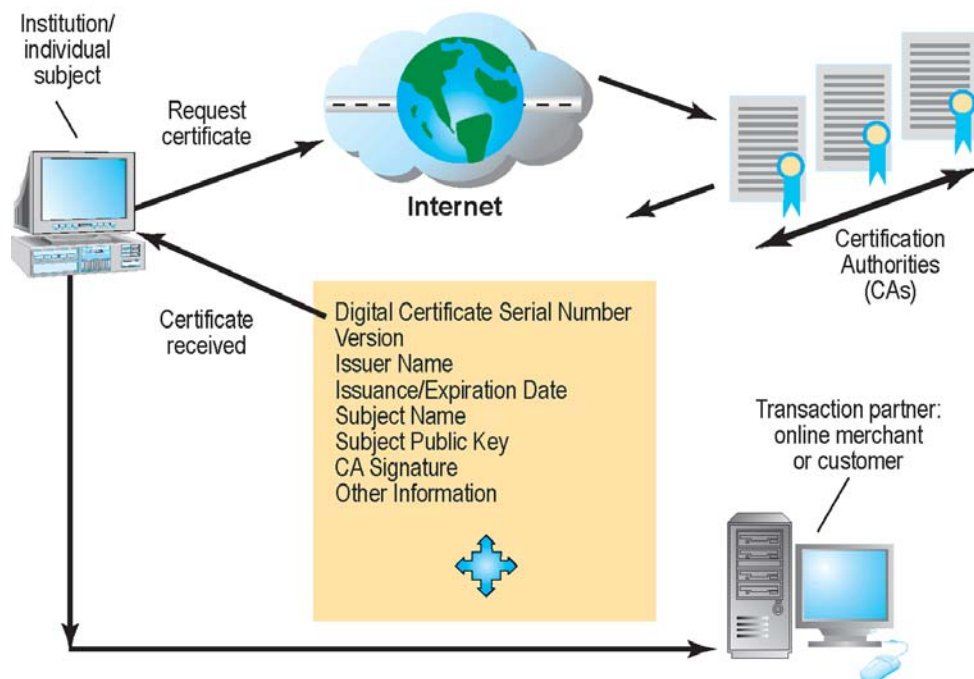 Institution/
individual
subject
Request
certificate
Internet
Certification
Authorities
(CAs)
Certificate
received
Digital Certificate Serial Number
Version
Issuer Name
Issuance/Expiration Date
Subject Name
Subject Public Key
CA Signature
Other Information
Transaction partner:
online merchant
or customer